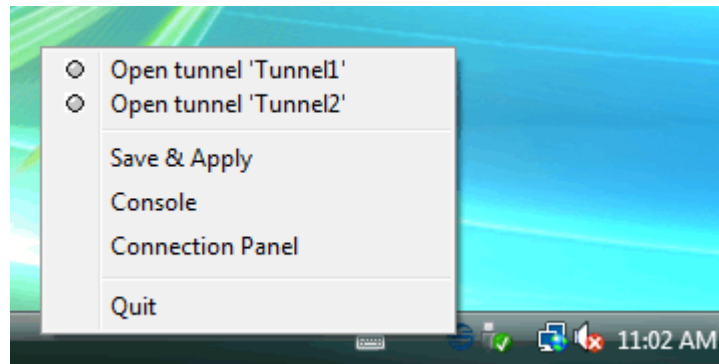 Open tunnel 'Tunnel1'
Open tunnel 'Tunnel2'
Save & Apply
Console
Connection Panel
Quit
11:02 AM